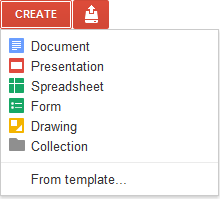 CREATE
Document
Presentation
Spreadsheet
Form
Drawing
Collection
From template...